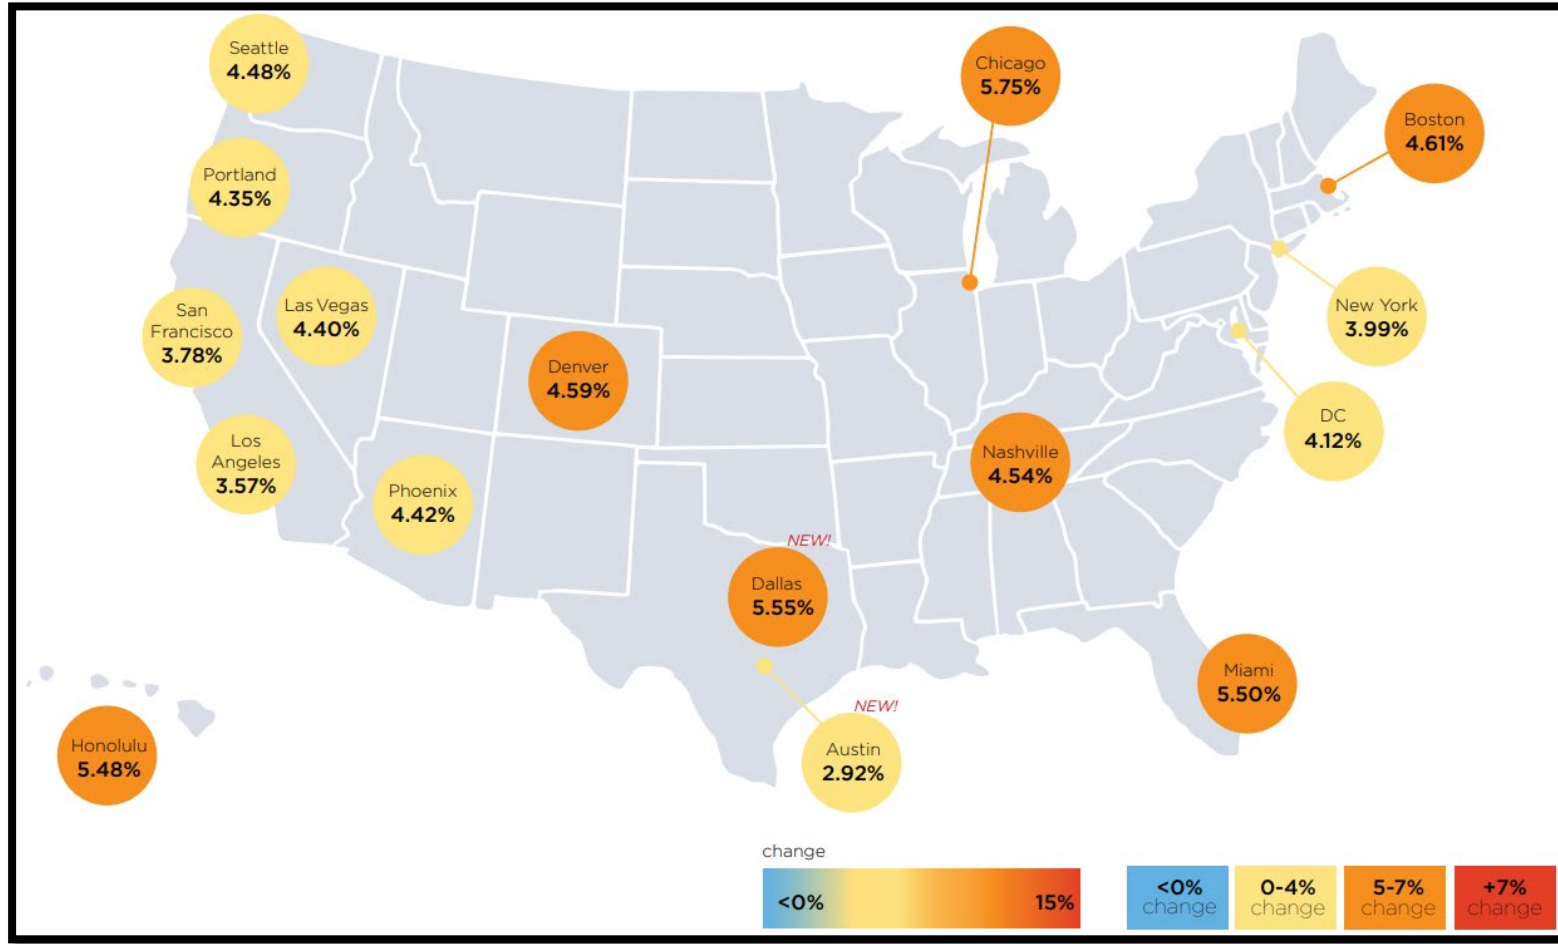 Seattle
4.48%
Portland
4.35%
San
Francisco
3.78%
Las Vegas
4.40%
Los
Angeles
3.57%
Phoenix
4.42%
Denver
4.59%
Chicago
5.75%
Boston
4.61%
New York
3.99%
DC
4.12%
Nashville
4.54%
NEW!
Dallas
5.55%
NEW!
Austin
2.92%
Miami
5.50%
Honolulu
5.48%
change
<0%
15%
<0%
change
0-4%
change
5-7%
change
+7%
change